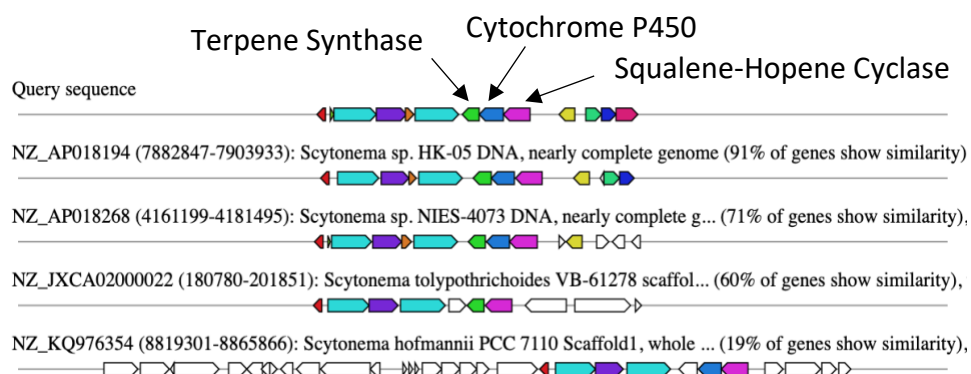 Cytochrome P450
Terpene Synthase
Squalene-Hopene Cyclase
Query sequence
NZ_AP018194 (7882847-7903933): Scytonema sp. HK-05 DNA, nearly complete genome (91% of genes show similarity)
NZ_AP018268 (4161199-4181495): Scytonema sp. NIES-4073 DNA, nearly complete g... (71% of genes show similarity),
NZ_JXCA02000022 (180780-201851): Scytonema tolypothrichoides VB-61278 scaffol... (60% of genes show similarity),
NZ_KQ976354 (8819301-8865866): Scytonema hofmannii PCC 7110 Scaffold1, whole ... (19% of genes show similarity),